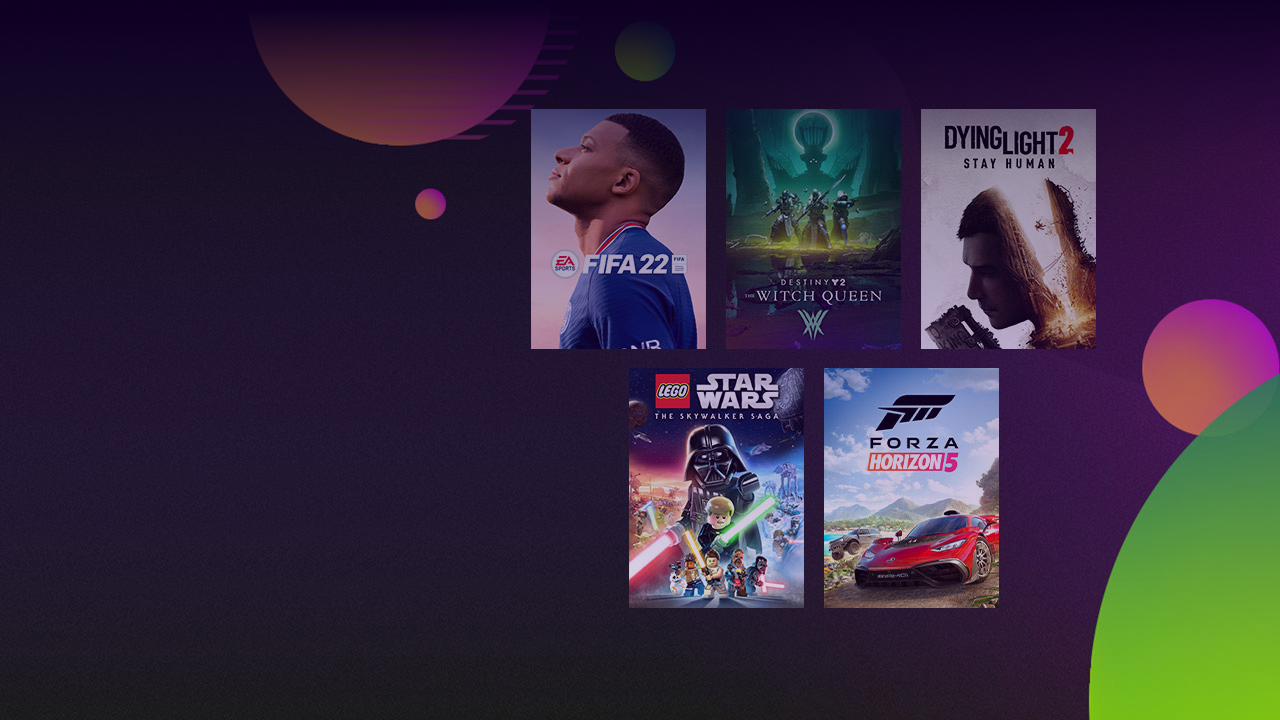 EA SPORTS
FIFA 22
FIFA
DESTINY 2
THE WITCH QUEEN
DYING LIGHT 2
STAY HUMAN
LEGO
STAR WARS
THE SKYWALKER SAGA
FORZA
HORIZON 5